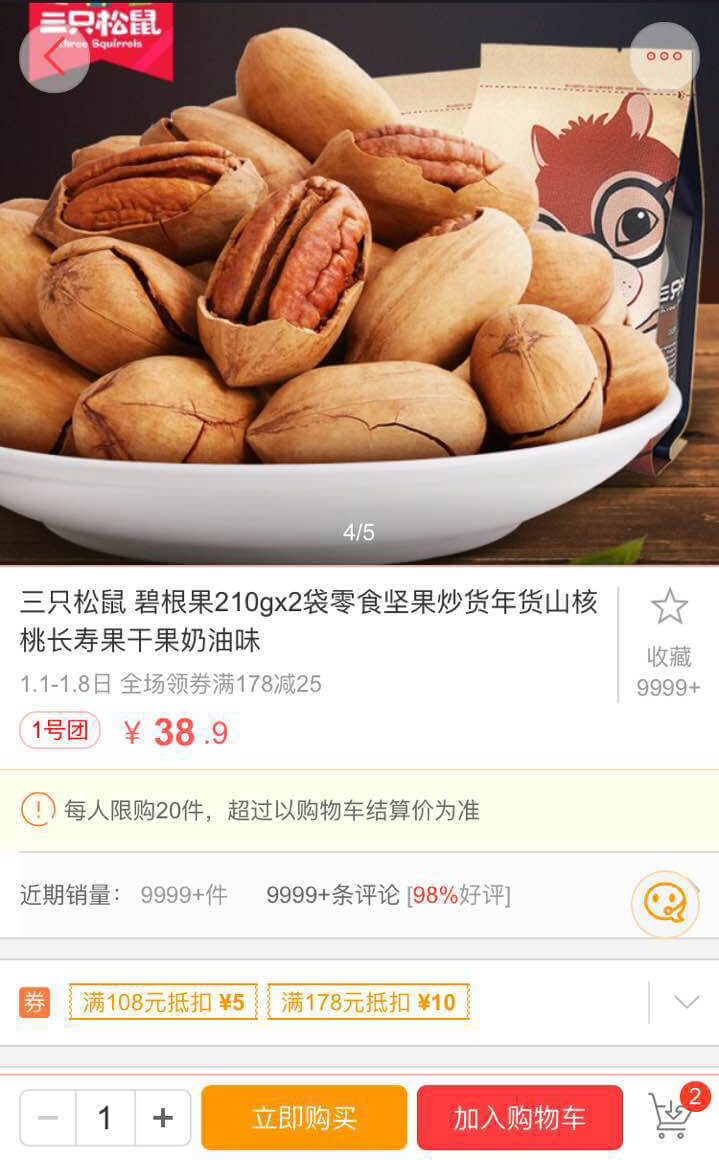 三只松鼠
Three Squirrels
三只
4/5
三只松鼠 碧根果210gx2袋零食坚果炒货年货山核
桃长寿果干果奶油味
收藏
9999+
1.1-1.8日 全场领券满178减25
1号团 ¥ 38.9
每人限购20件，超过以购物车结算价为准
近期销量： 9999+件 9999+条评论 [98%好评]
券 满108元抵扣 ¥5 满178元抵扣 ¥10
− 1 + 立即购买 加入购物车 2